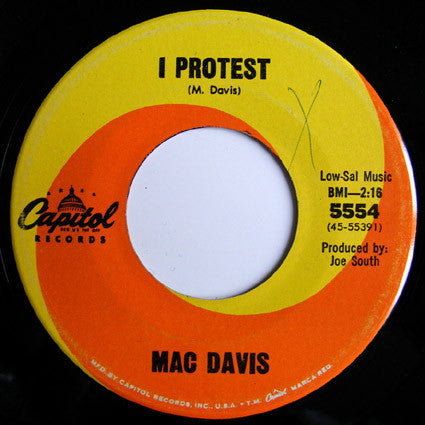 I PROTEST
(M. Davis)
Low-Sal Music
BMI—2:16
5554
(45-55391)
Produced by:
Joe South
Capitol
RECORDS
MAC DAVIS
MFD. BY CAPITOL RECORDS, INC., U.S.A. • T.M. Capitol MARCA REG.